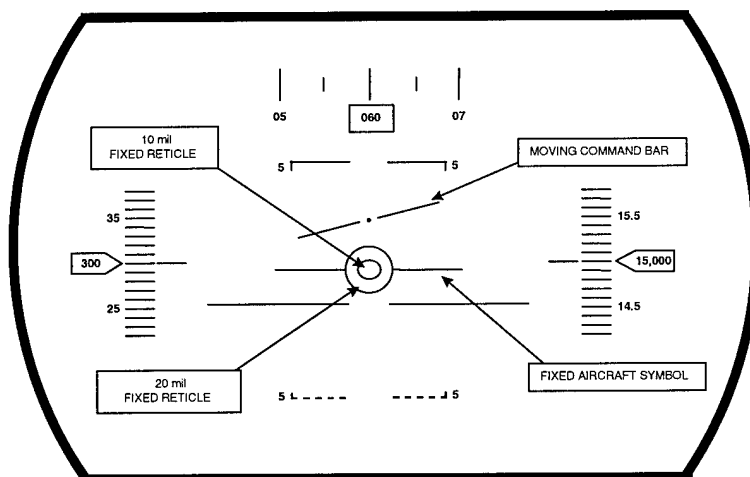 05
060
07
10 mil
FIXED RETICLE
5
5
MOVING COMMAND BAR
35
15.5
300
15,000
25
14.5
20 mil
FIXED RETICLE
FIXED AIRCRAFT SYMBOL
5
5